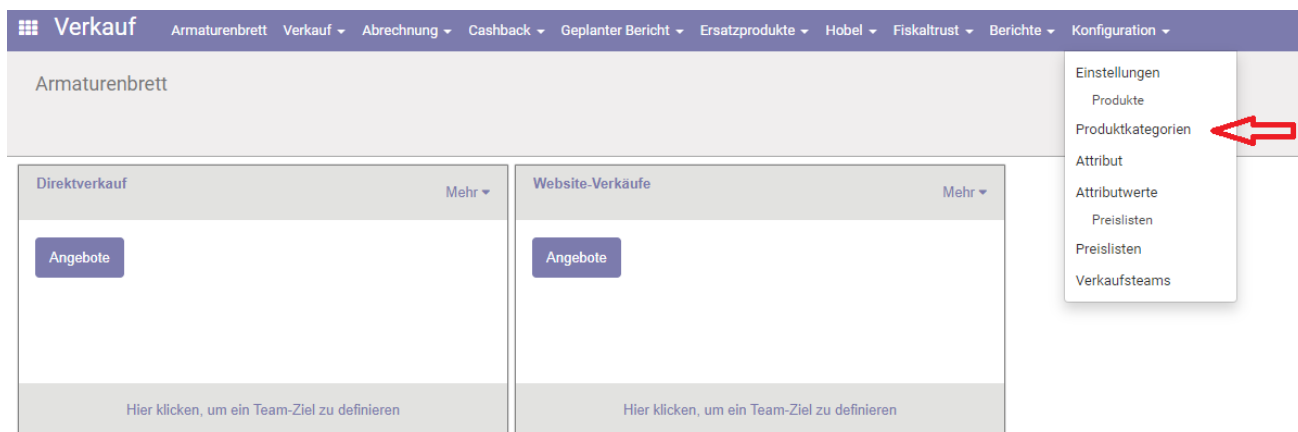 Verkauf Armaturenbrett Verkauf Abrechnung Cashback Geplanter Bericht Ersatzprodukte Hobel Fiskaltrust Berichte Konfiguration
Armaturenbrett
Einstellungen
Produkte
Produktkategorien
Attribut
Attributwerte
Preislisten
Preislisten
Verkaufsteams
Direktverkauf Mehr
Angebote
Hier klicken, um ein Team-Ziel zu definieren
Website-Verkäufe Mehr
Angebote
Hier klicken, um ein Team-Ziel zu definieren